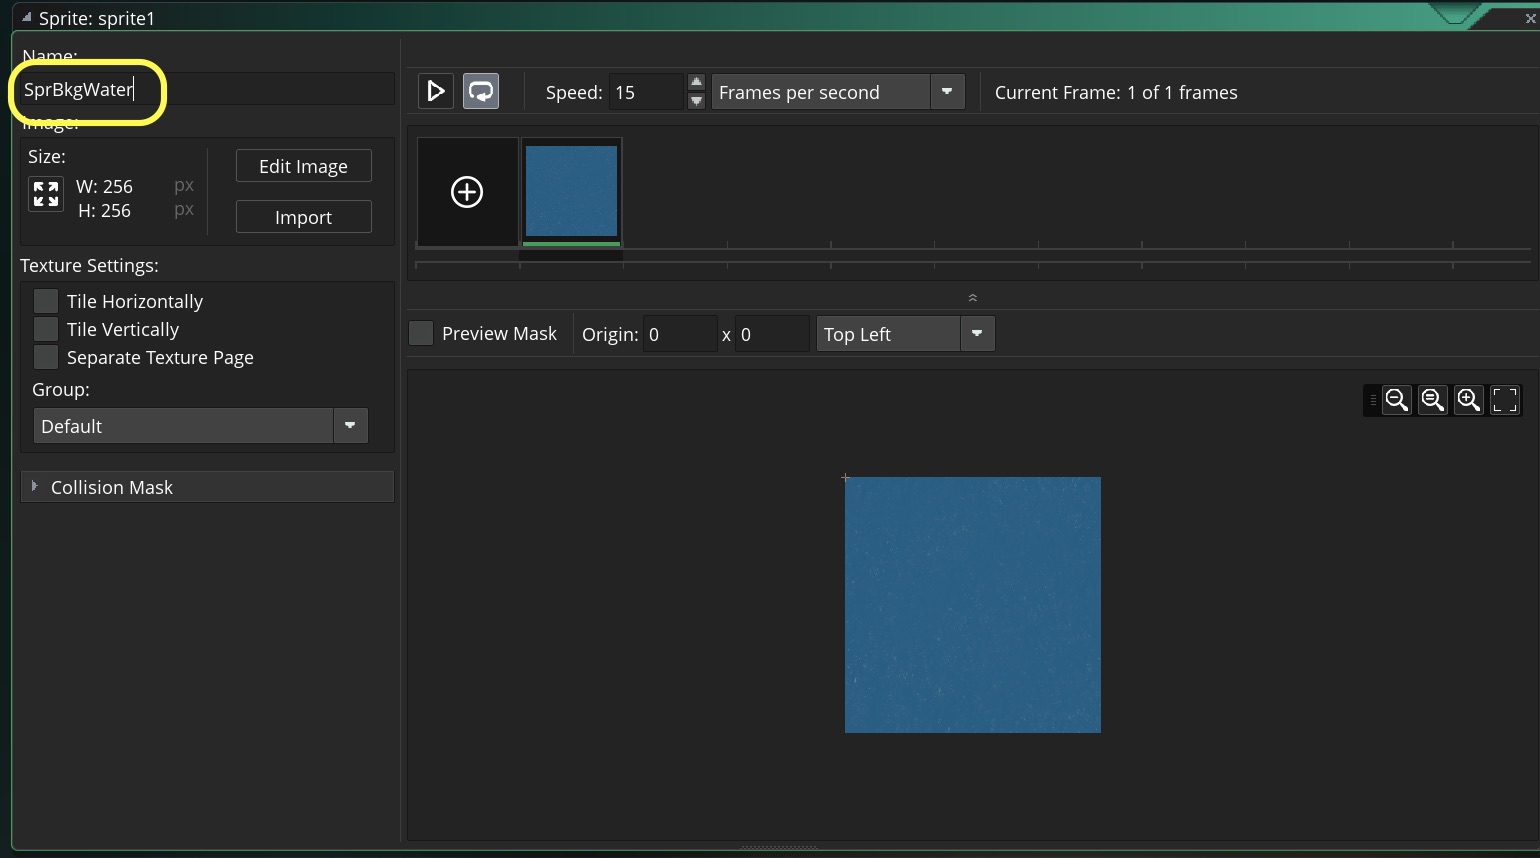 Sprite: sprite1
Name:
SprBkgWater
Image:
Size:
W: 256 px
H: 256 px
Edit Image
Import
Texture Settings:
Tile Horizontally
Tile Vertically
Separate Texture Page
Group:
Default
Collision Mask
Speed: 15 Frames per second Current Frame: 1 of 1 frames
Preview Mask Origin: 0 x 0 Top Left